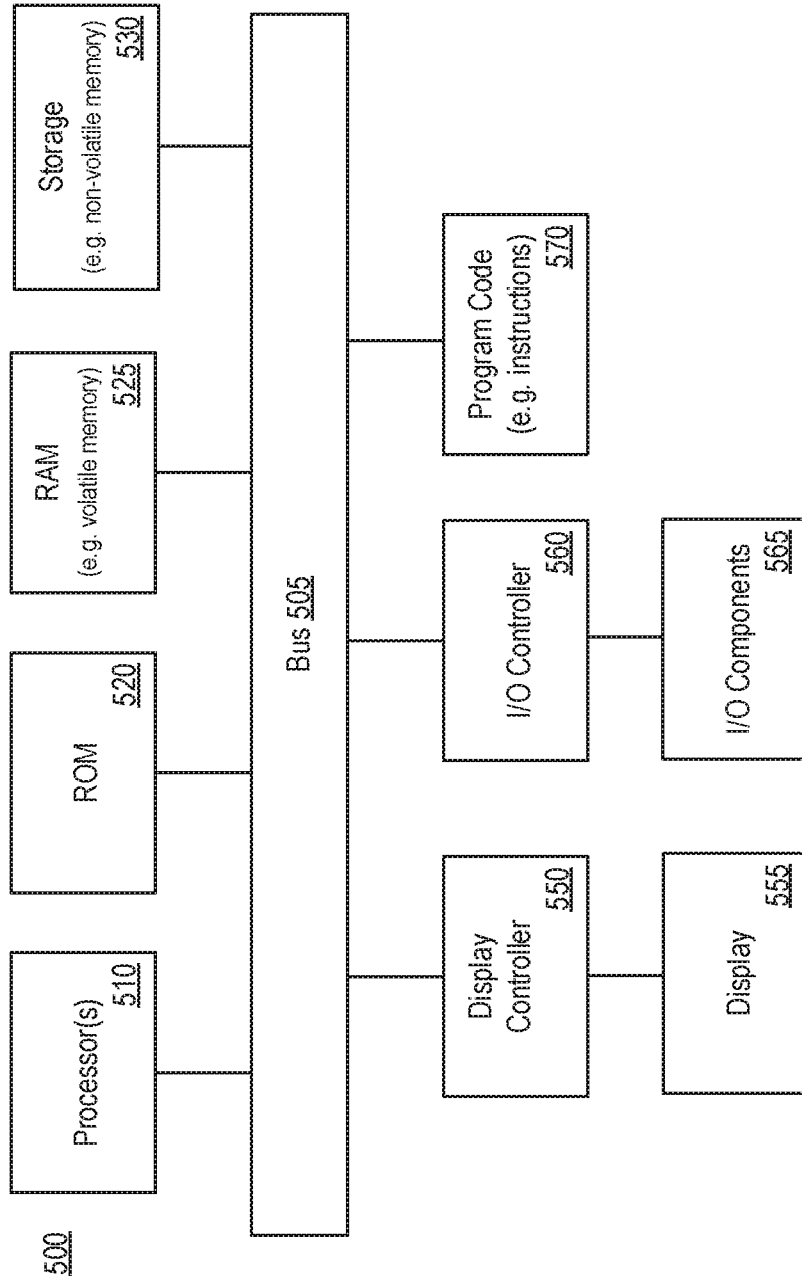 500
Processor(s)
510
ROM
520
RAM
(e.g. volatile memory)
525
Storage
(e.g. non-volatile memory)
530
Bus 505
Display
Controller
550
I/O Controller
560
Program Code
(e.g. instructions)
570
Display
555
I/O Components
565